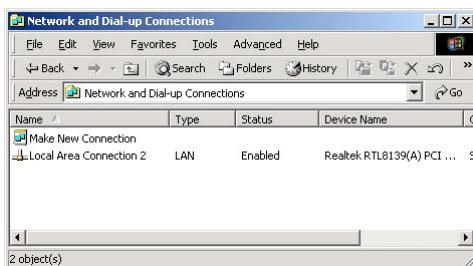 Network and Dial-up Connections
File Edit View Favorites Tools Advanced Help
Back Search Folders History »
Address Network and Dial-up Connections Go
Name Type Status Device Name
Make New Connection
Local Area Connection 2 LAN Enabled Realtek RTL8139(A) PCI ...
2 object(s)